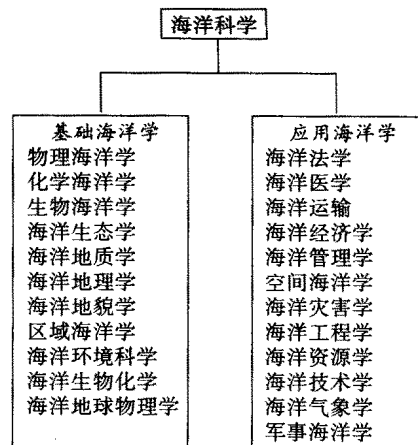 海洋科学
基础海洋学
物理海洋学
化学海洋学
生物海洋学
海洋生态学
海洋地质学
海洋地理学
海洋地貌学
区域海洋学
海洋环境科学
海洋生物化学
海洋地球物理学
应用海洋学
海洋法学
海洋医学
海洋运输
海洋经济学
海洋管理学
空间海洋学
海洋灾害学
海洋工程学
海洋资源学
海洋技术学
海洋气象学
军事海洋学